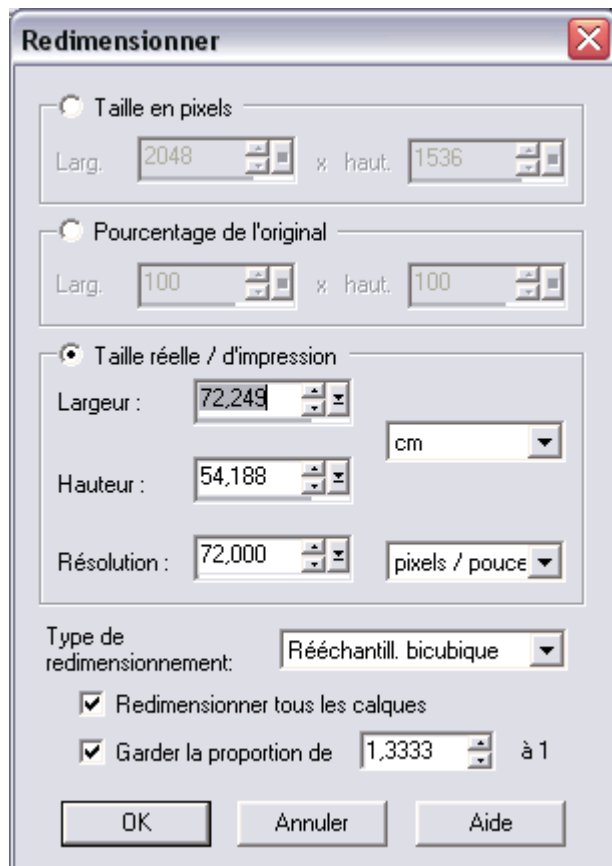 Redimensionner
Taille en pixels
Larg. 2048 x haut. 1536
Pourcentage de l'original
Larg. 100 x haut. 100
Taille réelle / d'impression
Largeur : 72,249
cm
Hauteur : 54,188
Résolution : 72,000 pixels / pouce
Type de
redimensionnement: Rééchantill. bicubique
Redimensionner tous les calques
Garder la proportion de 1,3333 à 1
OK Annuler Aide